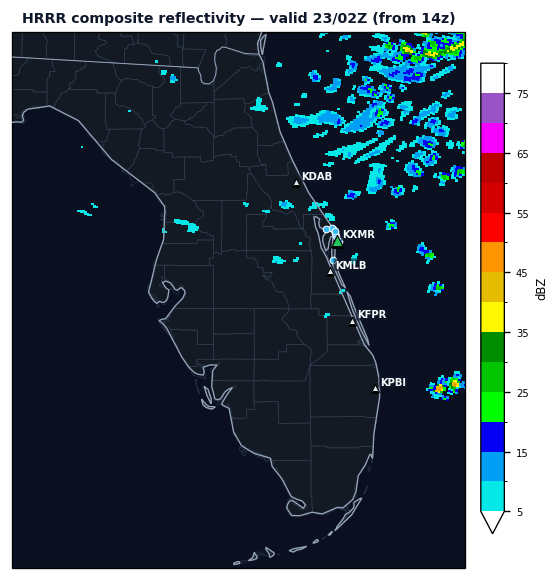 HRRR composite reflectivity — valid 23/02Z (from 14z)
KDAB
KXMR
KMLB
KFPR
KPBI
75
65
55
45
35
25
15
5
dBZ